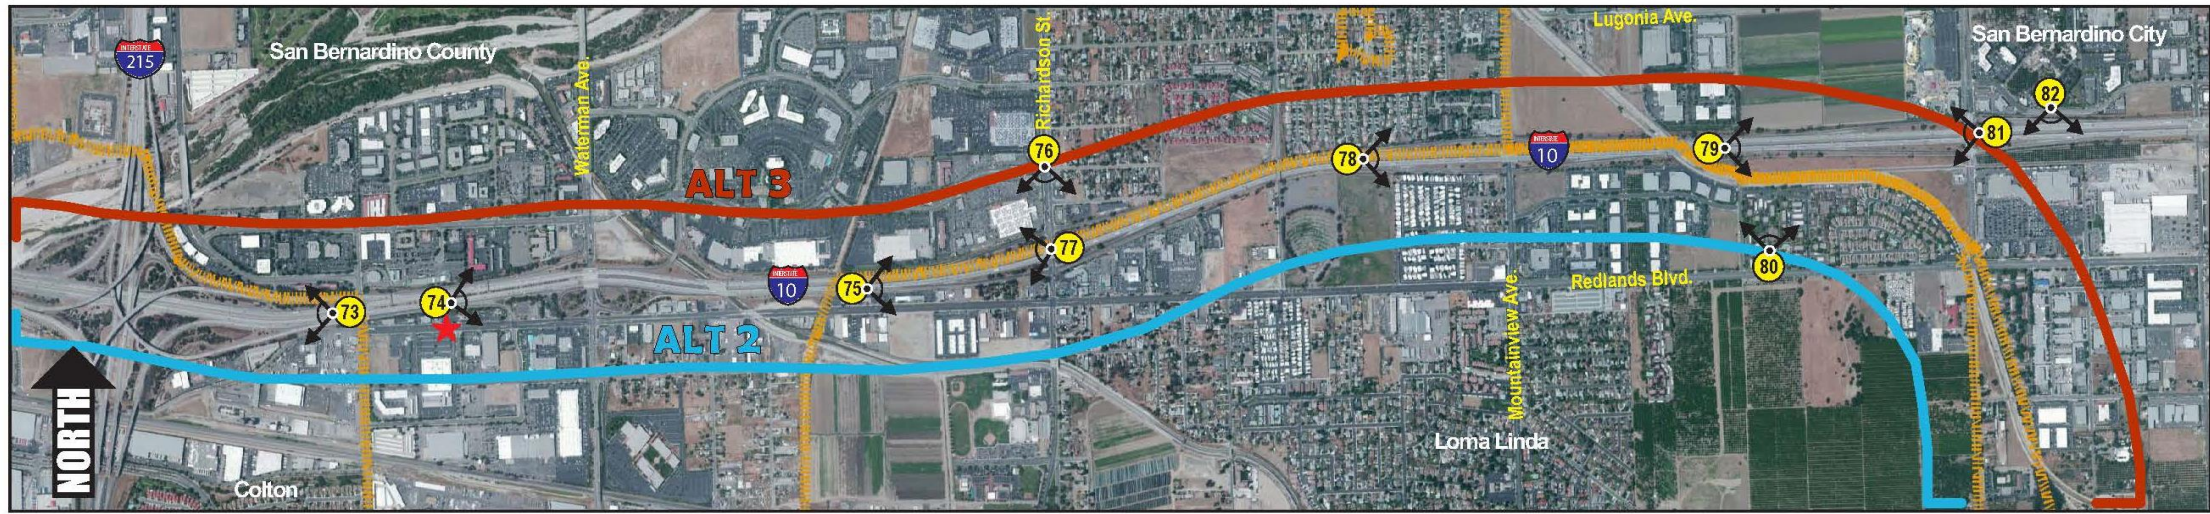 Lugonia Ave.
San Bernardino City
San Bernardino County
INTERSTATE
215
Richardson St.
Waterman Ave.
82
81
76
79
78
INTERSTATE
10
ALT 3
77
80
Redlands Blvd.
75
INTERSTATE
10
74
73
ALT 2
Mountainview Ave.
NORTH
Loma Linda
Colton